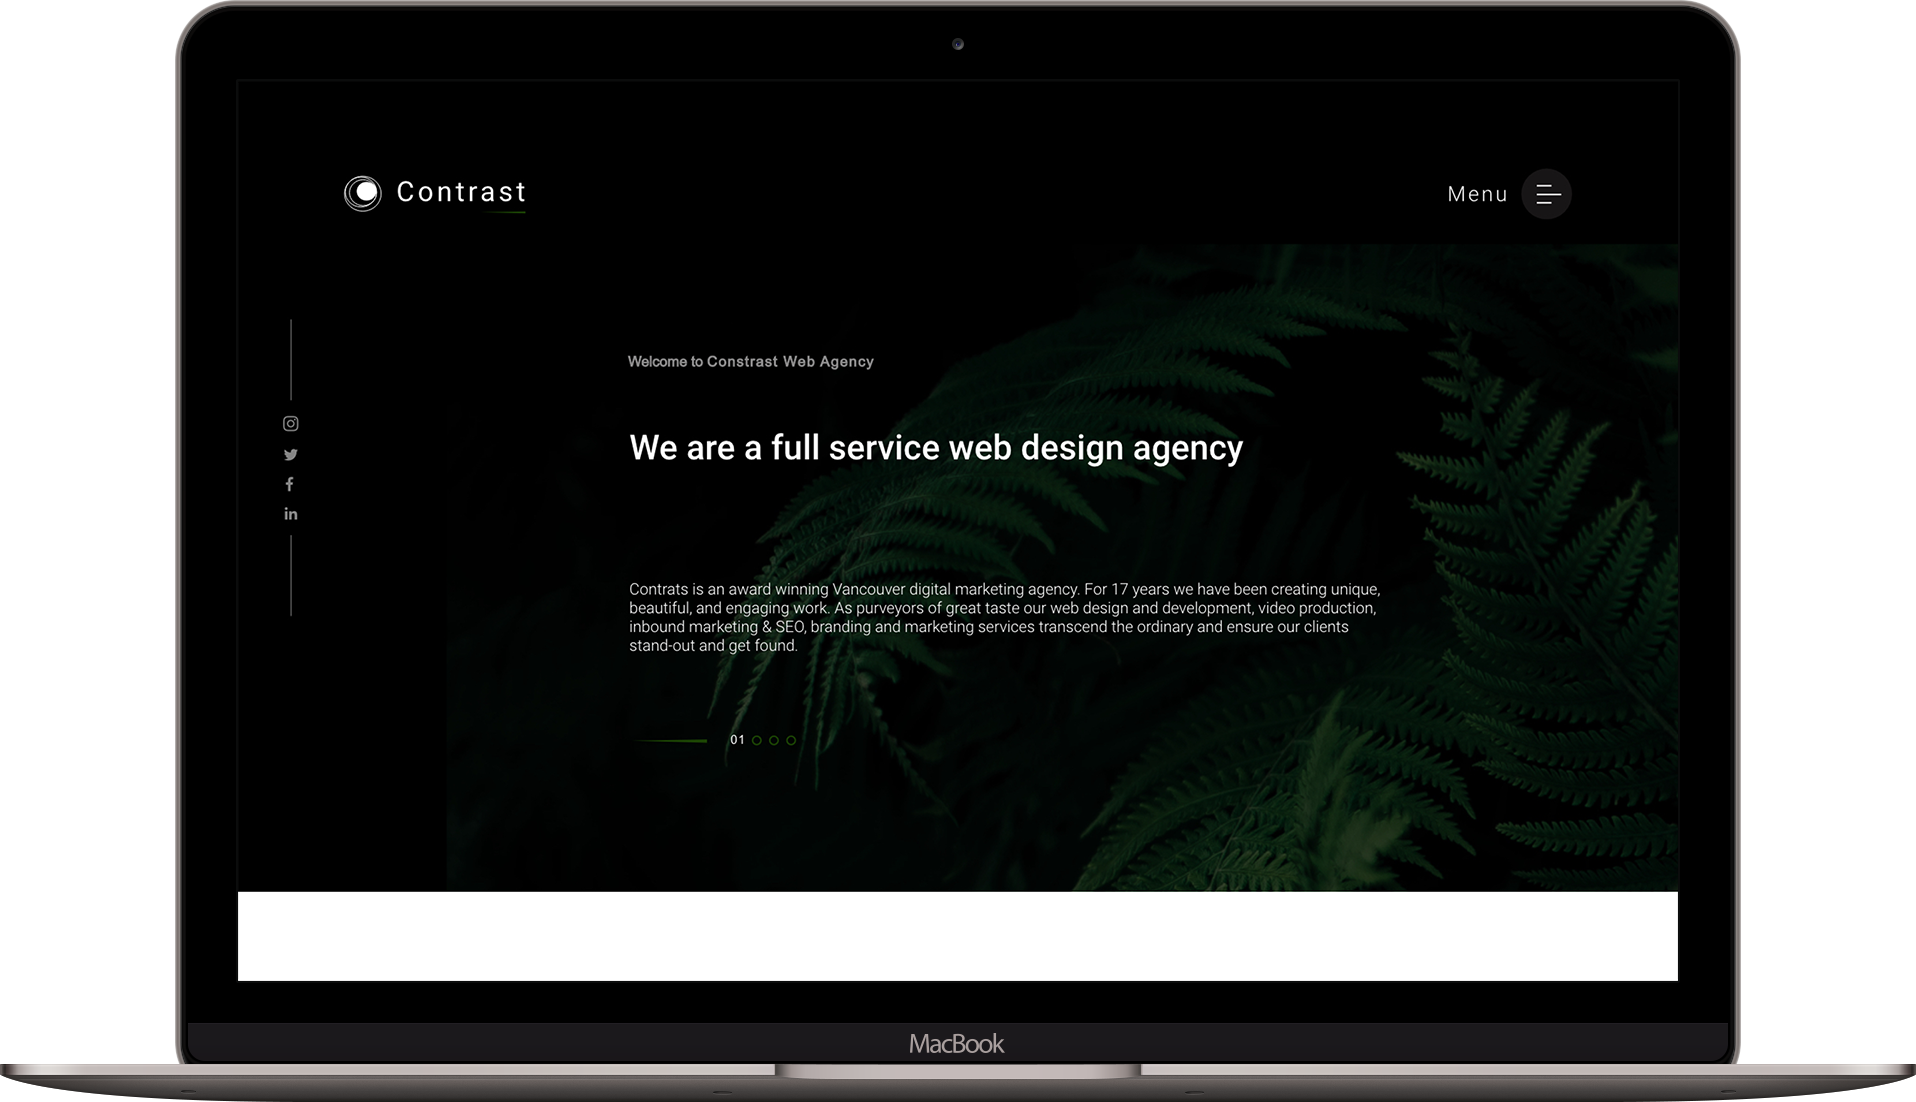 Contrast
Menu
Welcome to Constrast Web Agency
We are a full service web design agency
Contrats is an award winning Vancouver digital marketing agency. For 17 years we have been creating unique,
beautiful, and engaging work. As purveyors of great taste our web design and development, video production,
inbound marketing & SEO, branding and marketing services transcend the ordinary and ensure our clients
stand-out and get found.
01
MacBook